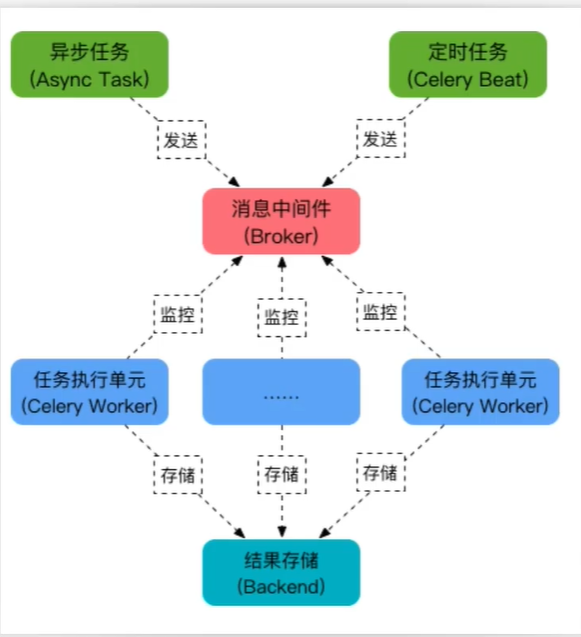 异步任务
(Async Task)
定时任务
(Celery Beat)
发送
发送
消息中间件
(Broker)
监控
监控
监控
任务执行单元
(Celery Worker)
......
任务执行单元
(Celery Worker)
存储
存储
存储
结果存储
(Backend)